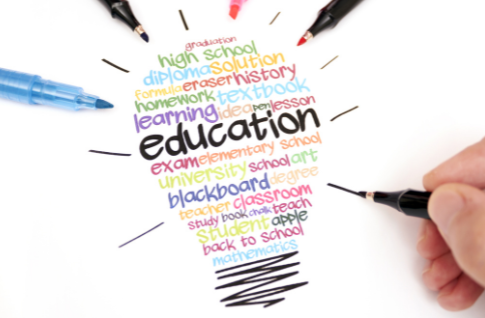 graduation
high school
diploma solution
formula eraser history
homework textbook
learning idea pen lesson
education
exam elementary school
university school art
blackboard degree
teacher classroom
study book chalk teach
student apple
back to school
mathematics